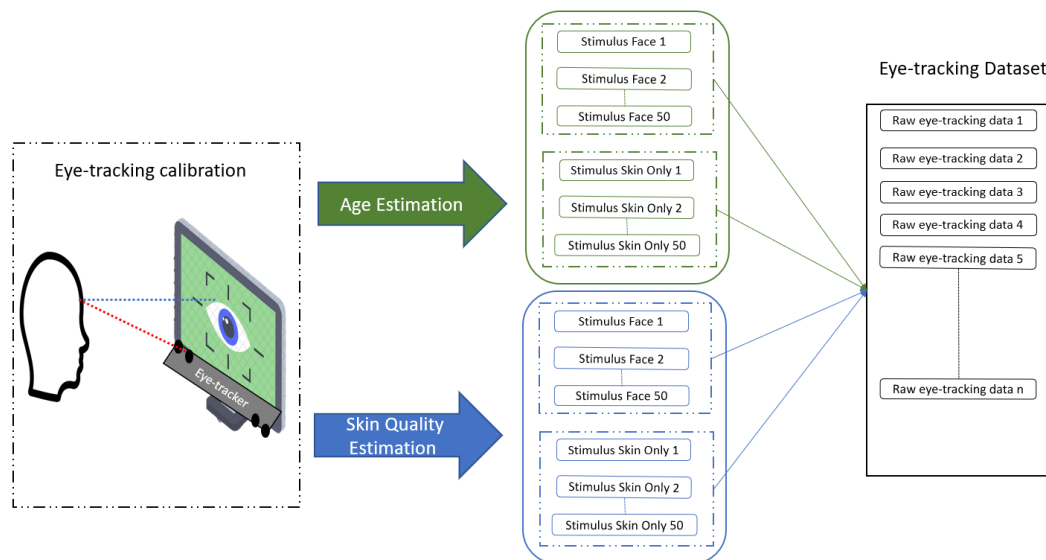 Eye-tracking calibration
Eye-tracker
Age Estimation
Skin Quality
Estimation
Stimulus Face 1
Stimulus Face 2
Stimulus Face 50
Stimulus Skin Only 1
Stimulus Skin Only 2
Stimulus Skin Only 50
Stimulus Face 1
Stimulus Face 2
Stimulus Face 50
Stimulus Skin Only 1
Stimulus Skin Only 2
Stimulus Skin Only 50
Eye-tracking Dataset
Raw eye-tracking data 1
Raw eye-tracking data 2
Raw eye-tracking data 3
Raw eye-tracking data 4
Raw eye-tracking data 5
Raw eye-tracking data n